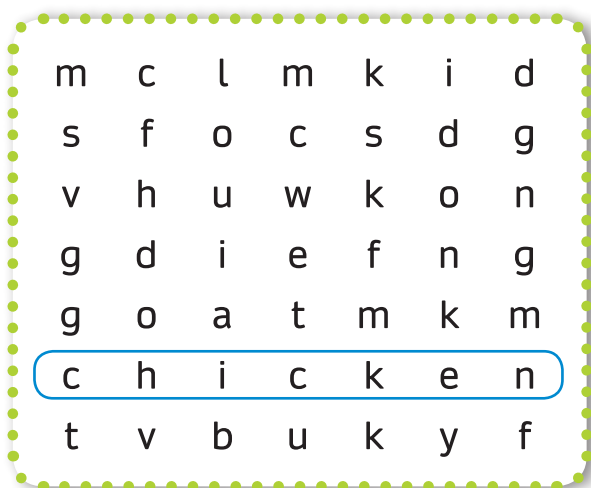 m c l m k i d
s f o c s d g
v h u w k o n
g d i e f n g
g o a t m k m
c h i c k e n
t v b u k y f